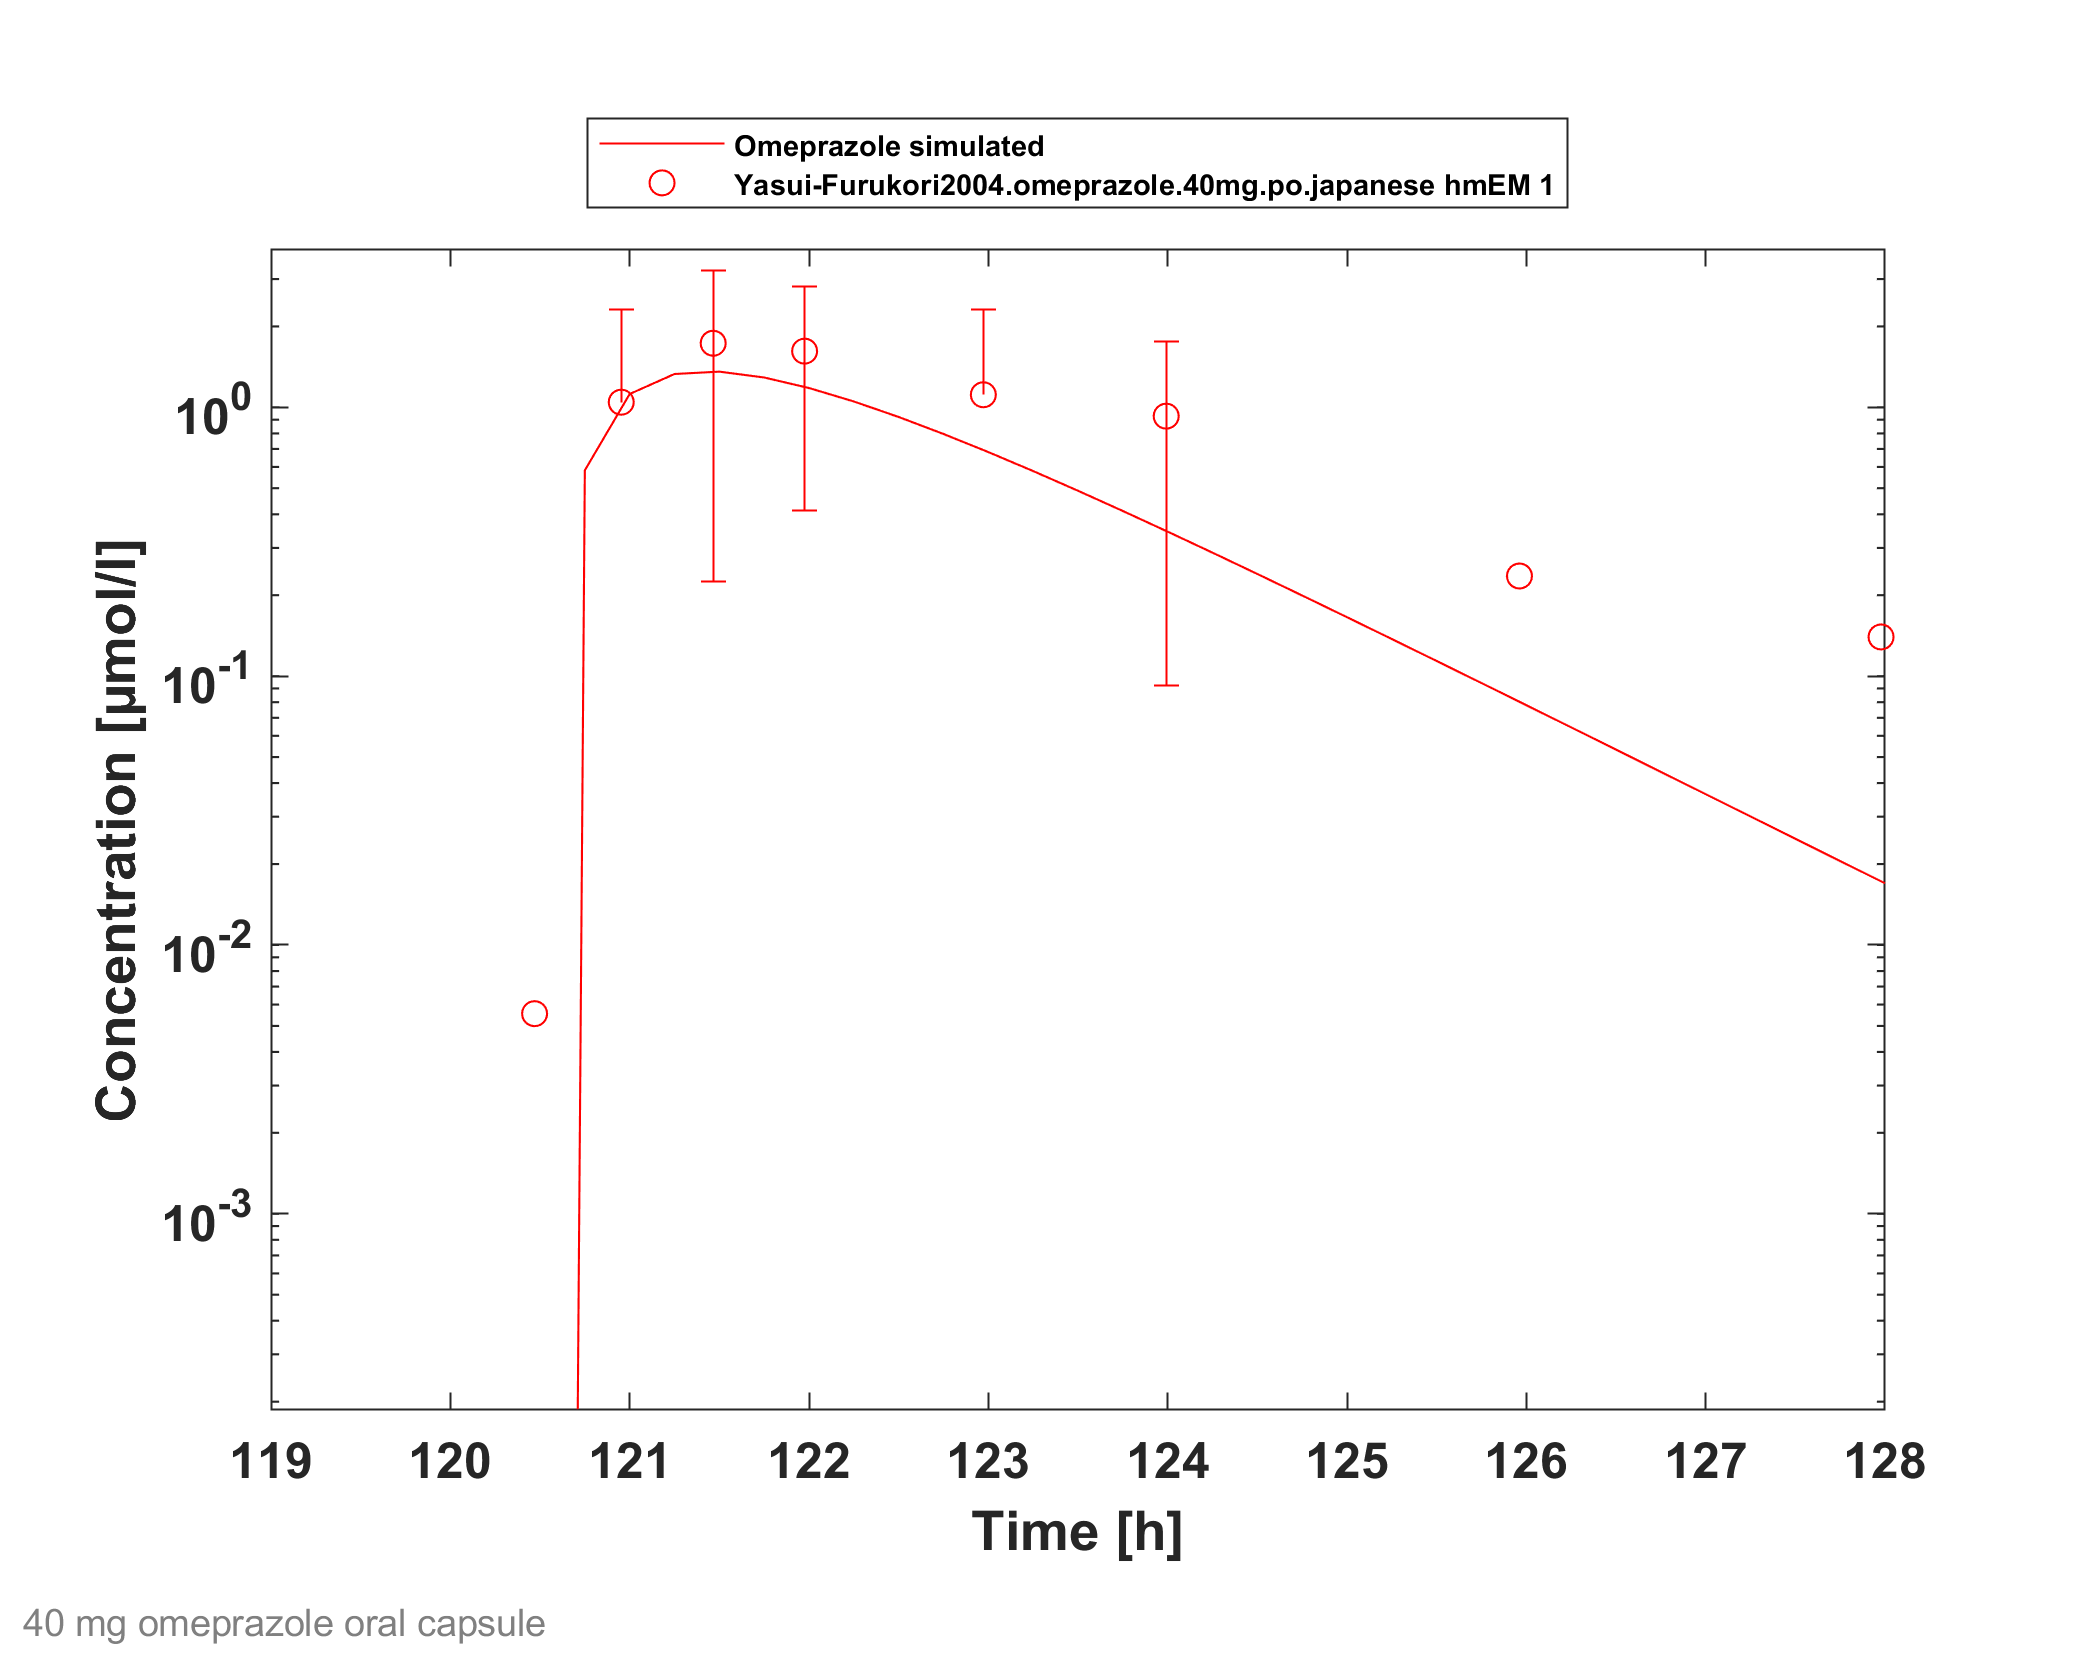 Omeprazole simulated
Yasui-Furukori2004.omeprazole.40mg.po.japanese hmEM 1
Concentration [µmol/l]
10^0
10^-1
10^-2
10^-3
119 120 121 122 123 124 125 126 127 128
Time [h]
40 mg omeprazole oral capsule